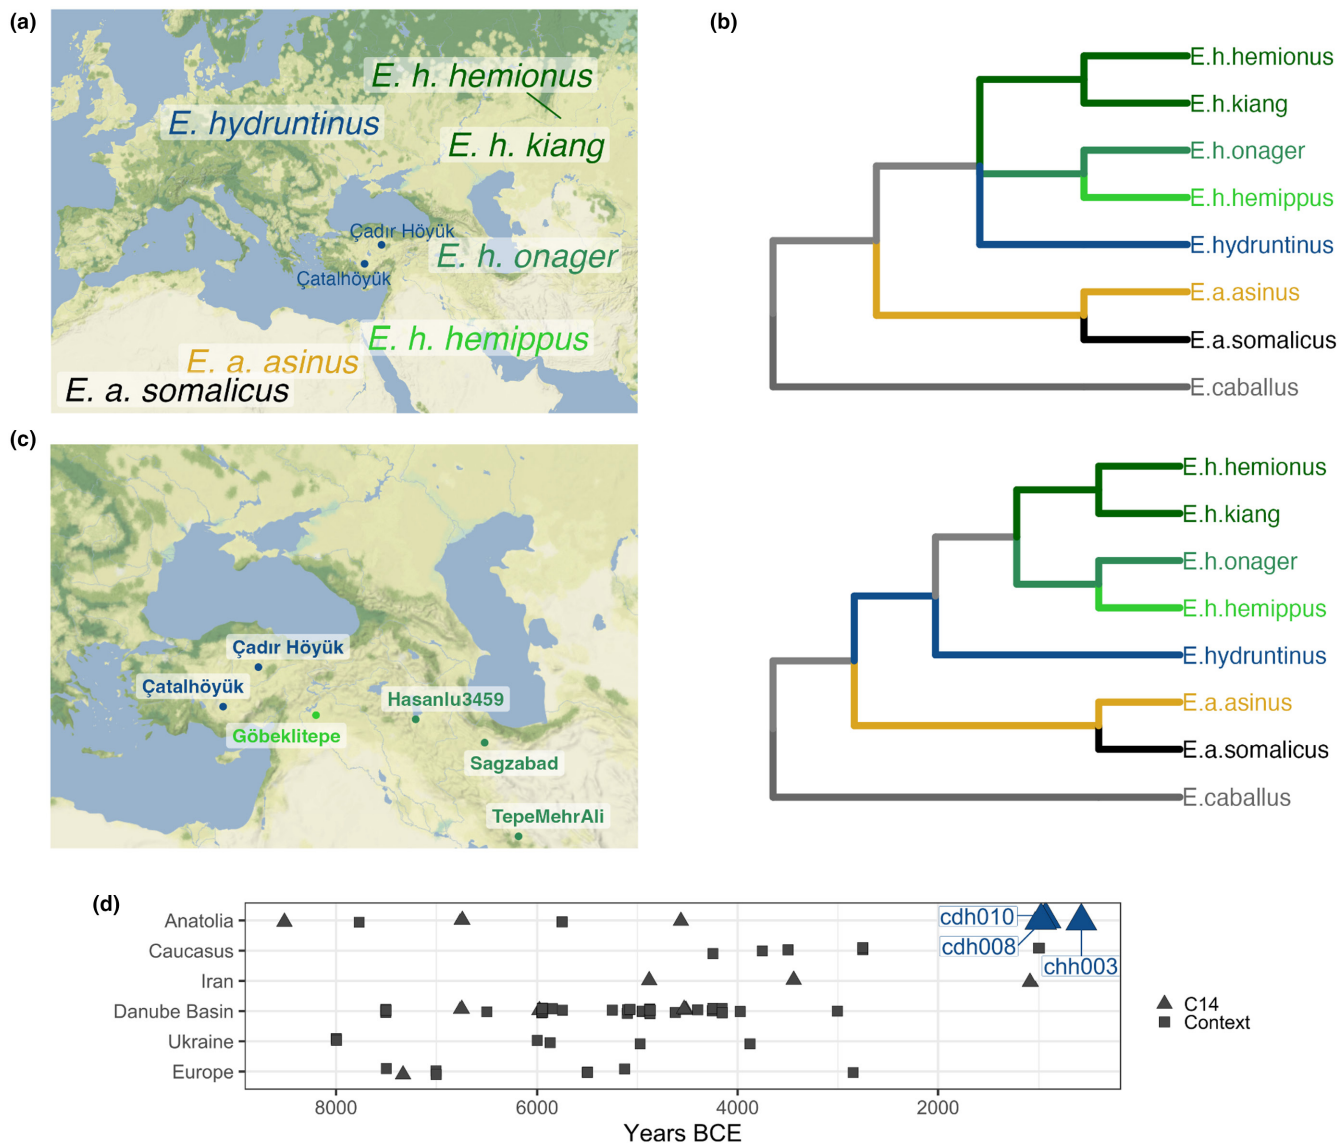 (a)
E. h. hemionus
E. hydruntinus
E. h. kiang
Çadır Höyük
E. h. onager
Çatalhöyük
E. h. hemippus
E. a. asinus
E. a. somalicus
(b)
E.h.hemionus
E.h.kiang
E.h.onager
E.h.hemippus
E.hydruntinus
E.a.asinus
E.a.somalicus
E.caballus
(c)
Çadır Höyük
Çatalhöyük
Hasanlu3459
Göbeklitepe
Sagzabad
TepeMehrAli
E.h.hemionus
E.h.kiang
E.h.onager
E.h.hemippus
E.hydruntinus
E.a.asinus
E.a.somalicus
E.caballus
(d)
Anatolia
Caucasus
Iran
Danube Basin
Ukraine
Europe
cdh010
cdh008
chh003
C14
Context
8000 6000 4000 2000
Years BCE